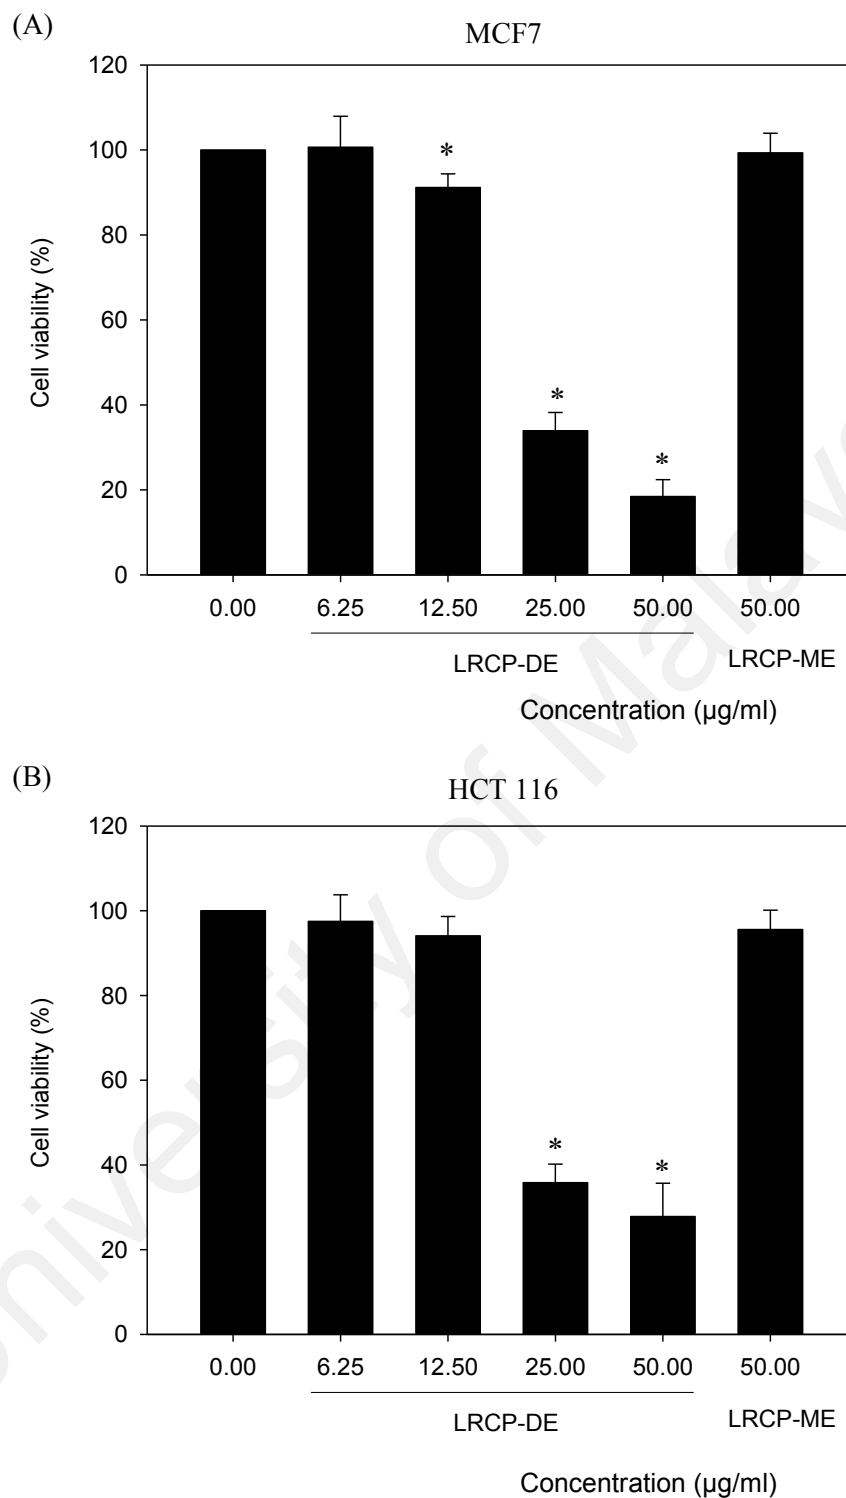 (A)
MCF7
120
100
80
60
40
20
0
Cell viability (%)
*
*
*
0.00 6.25 12.50 25.00 50.00 50.00
LRCP-DE LRCP-ME
Concentration (µg/ml)
(B)
HCT 116
120
100
80
60
40
20
0
Cell viability (%)
*
*
0.00 6.25 12.50 25.00 50.00 50.00
LRCP-DE LRCP-ME
Concentration (µg/ml)
University of Malaya